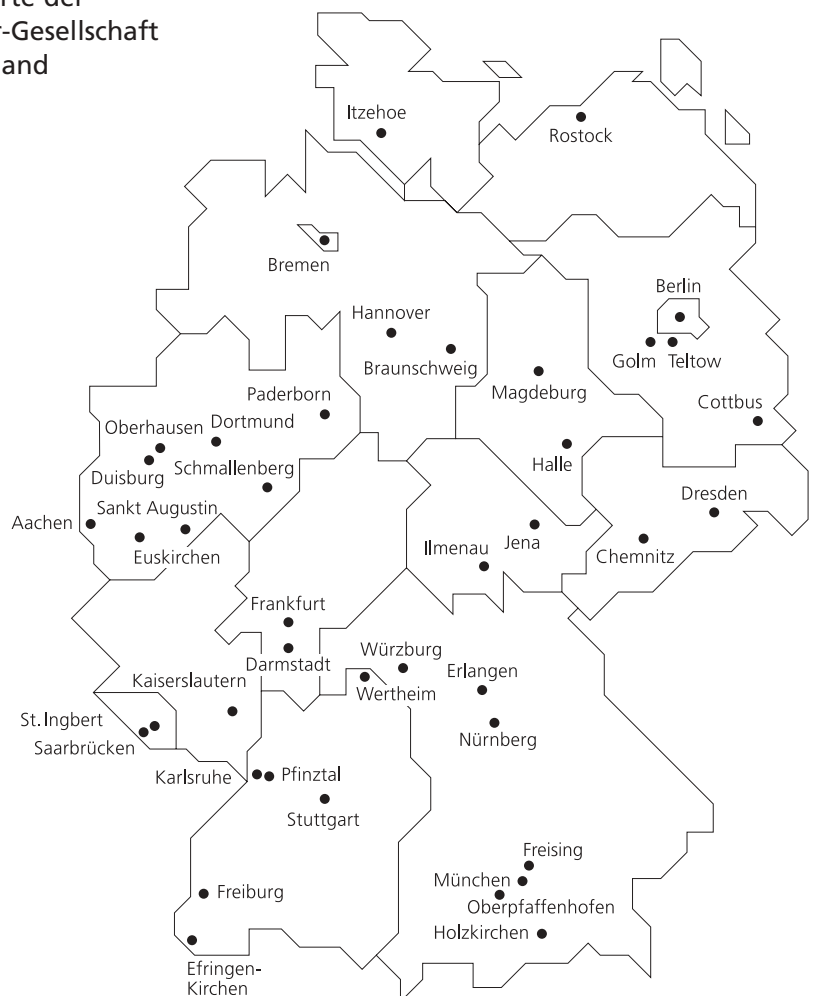 rte der
r-Gesellschaft
and
Itzehoe
Rostock
Bremen
Berlin
Hannover
Braunschweig
Golm
Teltow
Magdeburg
Paderborn
Cottbus
Oberhausen
Dortmund
Duisburg
Schmallenberg
Halle
Dresden
Aachen
Sankt Augustin
Euskirchen
Ilmenau
Jena
Chemnitz
Frankfurt
Darmstadt
Würzburg
Wertheim
Erlangen
Kaiserslautern
St. Ingbert
Saarbrücken
Nürnberg
Karlsruhe
Pfinztal
Stuttgart
Freising
München
Oberpfaffenhofen
Freiburg
Holzkirchen
Efringen-
Kirchen